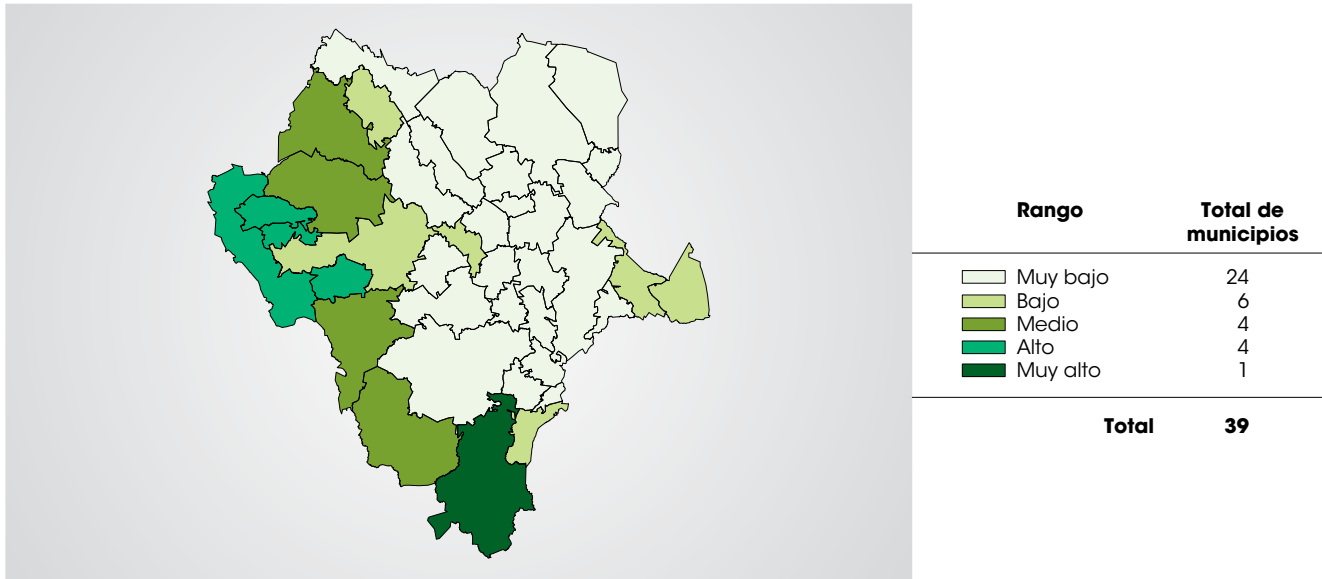 Rango Total de
municipios
Muy bajo 24
Bajo 6
Medio 4
Alto 4
Muy alto 1
Total 39